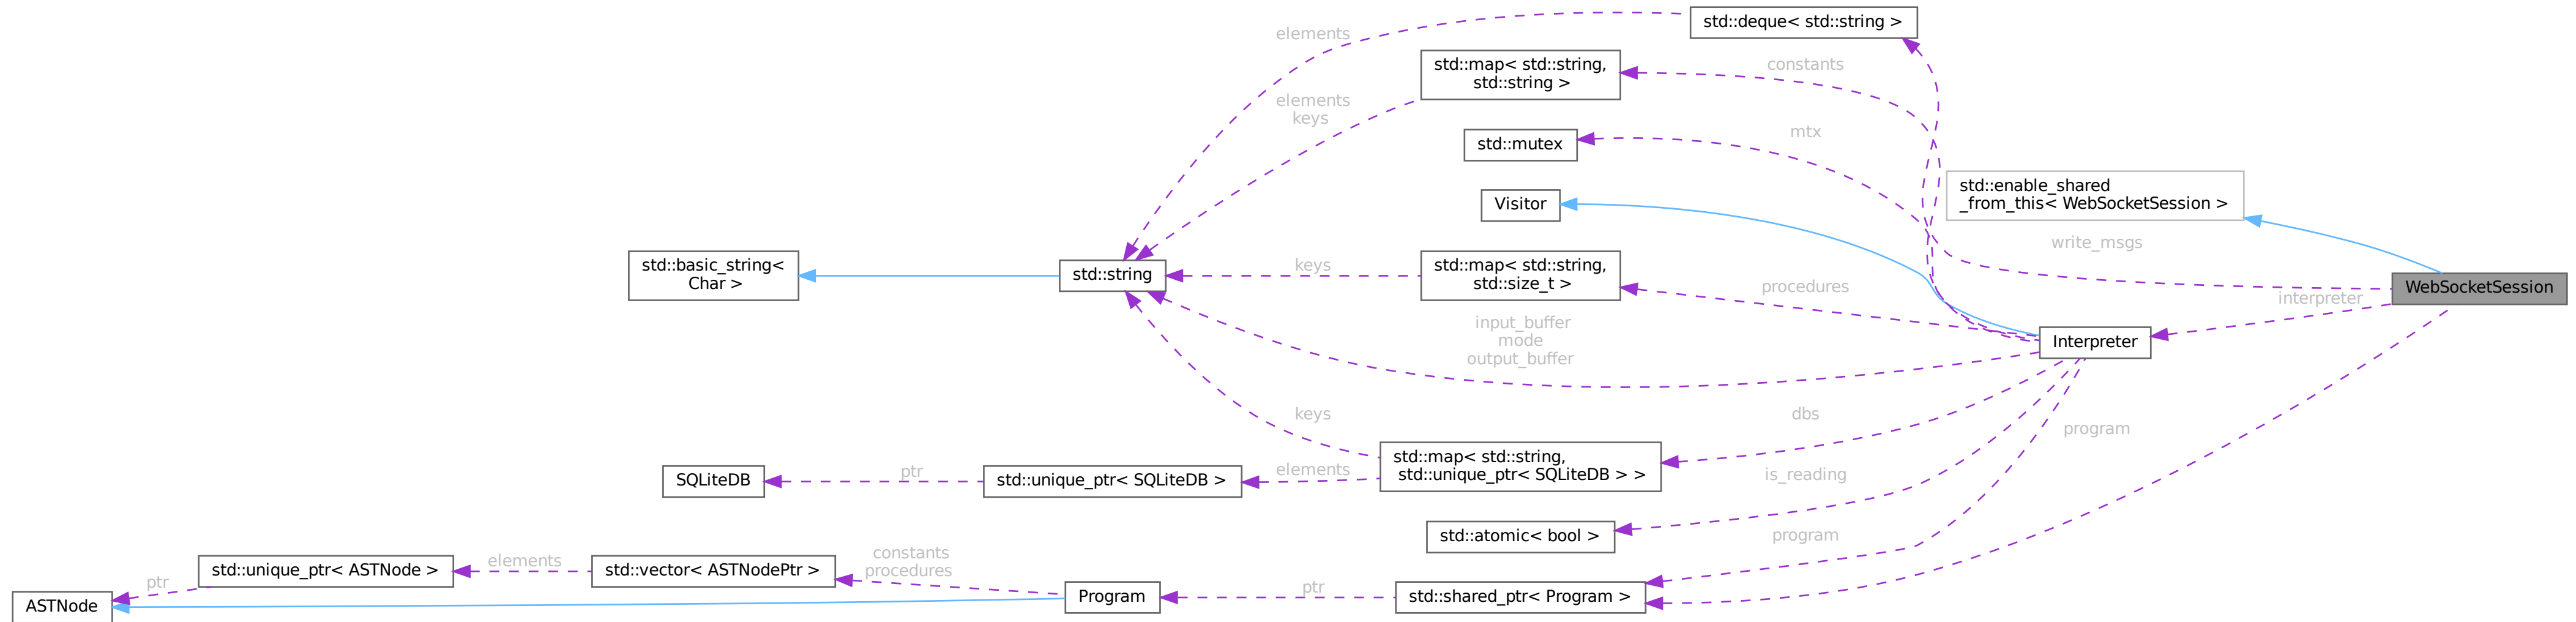 std::deque< std::string >
elements
std::map< std::string,
std::string >
constants
elements
keys
mtx
std::mutex
std::enable_shared
_from_this< WebSocketSession >
Visitor
write_msgs
std::basic_string<
Char >
std::string
keys
std::map< std::string,
std::size_t >
procedures
WebSocketSession
interpreter
input_buffer
mode
output_buffer
Interpreter
keys
dbs
program
std::map< std::string,
std::unique_ptr< SQLiteDB > >
SQLiteDB
ptr
std::unique_ptr< SQLiteDB >
elements
is_reading
std::atomic< bool >
program
constants
procedures
std::unique_ptr< ASTNode >
elements
std::vector< ASTNodePtr >
ptr
ASTNode
Program
ptr
std::shared_ptr< Program >